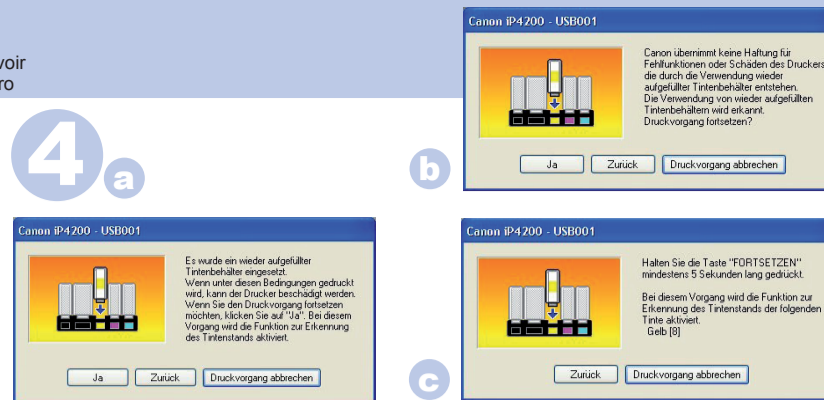 voir
ro
4
a
Canon iP4200 - USB001
Es wurde ein wieder aufgefüllter
Tintenbehälter eingesetzt.
Wenn unter diesen Bedingungen gedruckt
wird, kann der Drucker beschädigt werden.
Wenn Sie den Druckvorgang fortsetzen
möchten, klicken Sie auf "Ja". Bei diesem
Vorgang wird die Funktion zur Erkennung
des Tintenstands aktiviert.
Ja Zurück Druckvorgang abbrechen
b
Canon iP4200 - USB001
Canon übernimmt keine Haftung für
Fehlfunktionen oder Schäden des Druckers
die durch die Verwendung wieder
aufgefüllter Tintenbehälter entstehen.
Die Verwendung von wieder aufgefüllten
Tintenbehältern wird erkannt.
Druckvorgang fortsetzen?
Ja Zurück Druckvorgang abbrechen
c
Canon iP4200 - USB001
Halten Sie die Taste "FORTSETZEN"
mindestens 5 Sekunden lang gedrückt.
Bei diesem Vorgang wird die Funktion zur
Erkennung des Tintenstands der folgenden
Tinte aktiviert.
Gelb [8]
Zurück Druckvorgang abbrechen